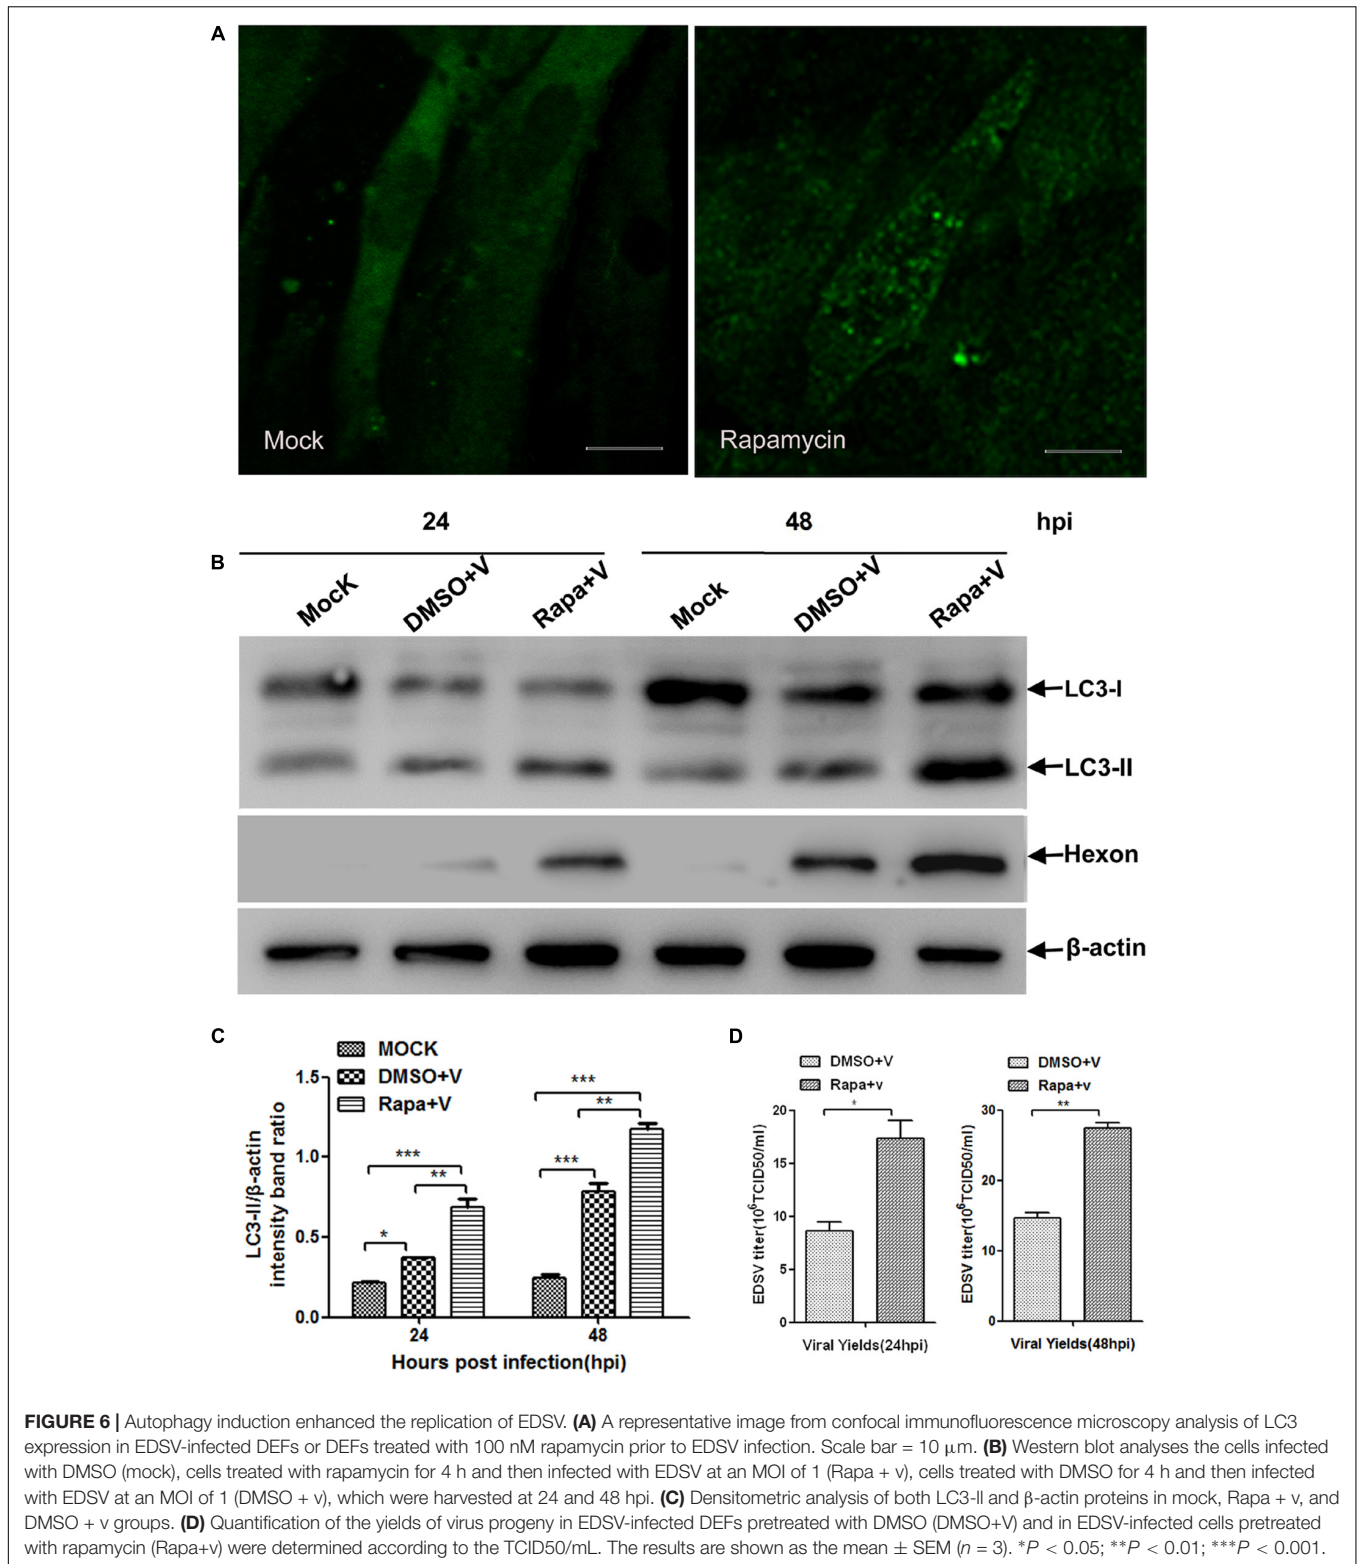 A
Mock
Rapamycin
24 48 hpi
B
MocK DMSO+V Rapa+V Mock DMSO+V Rapa+V
LC3-I
LC3-II
Hexon
β-actin
C
MOCK
DMSO+V
Rapa+V
LC3-II/β-actin
intensity band ratio
1.5
1.0
0.5
0.0
*** ** * *** ** ***
24 48
Hours post infection(hpi)
D
DMSO+V
Rapa+v
*
EDSV titer(10⁶TCID50/ml)
20
15
10
5
0
Viral Yields(24hpi)
DMSO+V
Rapa+v
**
EDSV titer(10⁶TCID50/ml)
30
20
10
0
Viral Yields(48hpi)
FIGURE 6 | Autophagy induction enhanced the replication of EDSV. (A) A representative image from confocal immunofluorescence microscopy analysis of LC3
expression in EDSV-infected DEFs or DEFs treated with 100 nM rapamycin prior to EDSV infection. Scale bar = 10 μm. (B) Western blot analyses the cells infected
with DMSO (mock), cells treated with rapamycin for 4 h and then infected with EDSV at an MOI of 1 (Rapa + v), cells treated with DMSO for 4 h and then infected
with EDSV at an MOI of 1 (DMSO + v), which were harvested at 24 and 48 hpi. (C) Densitometric analysis of both LC3-II and β-actin proteins in mock, Rapa + v, and
DMSO + v groups. (D) Quantification of the yields of virus progeny in EDSV-infected DEFs pretreated with DMSO (DMSO+V) and in EDSV-infected cells pretreated
with rapamycin (Rapa+v) were determined according to the TCID50/mL. The results are shown as the mean ± SEM (n = 3). *P < 0.05; **P < 0.01; ***P < 0.001.